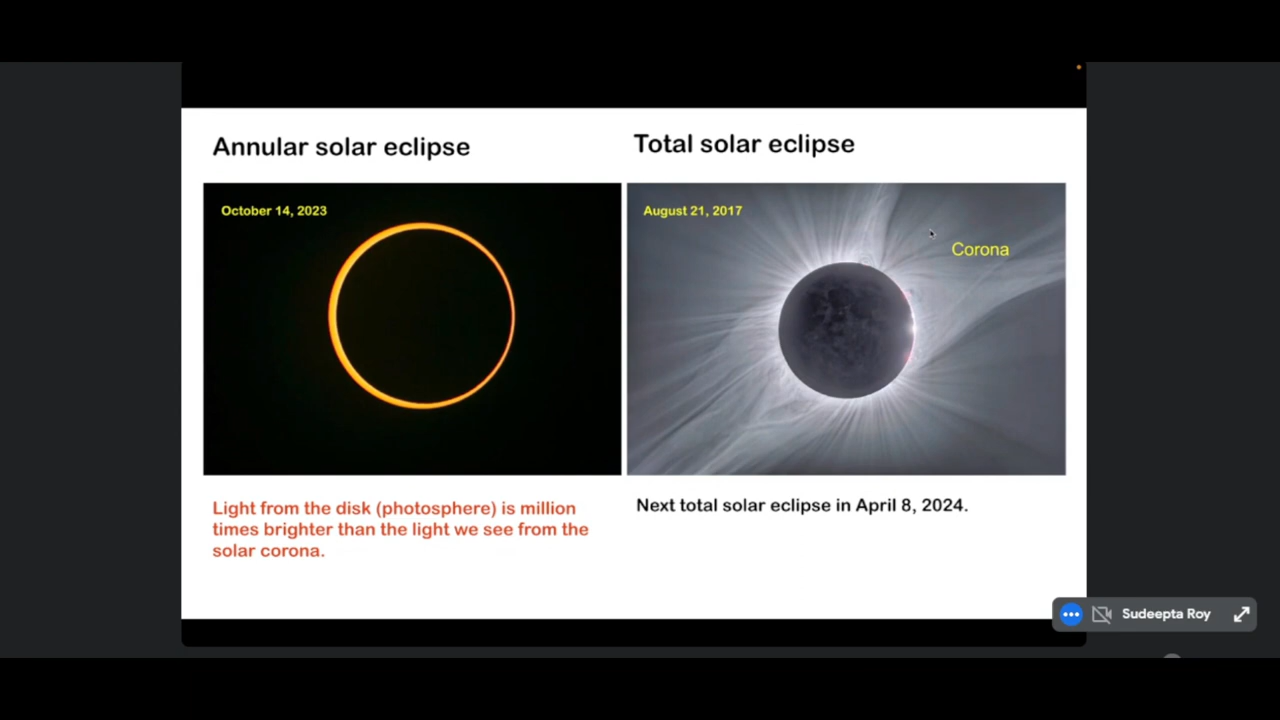 Annular solar eclipse
Total solar eclipse
October 14, 2023
August 21, 2017
Corona
Light from the disk (photosphere) is million
times brighter than the light we see from the
solar corona.
Next total solar eclipse in April 8, 2024.
Sudeepta Roy